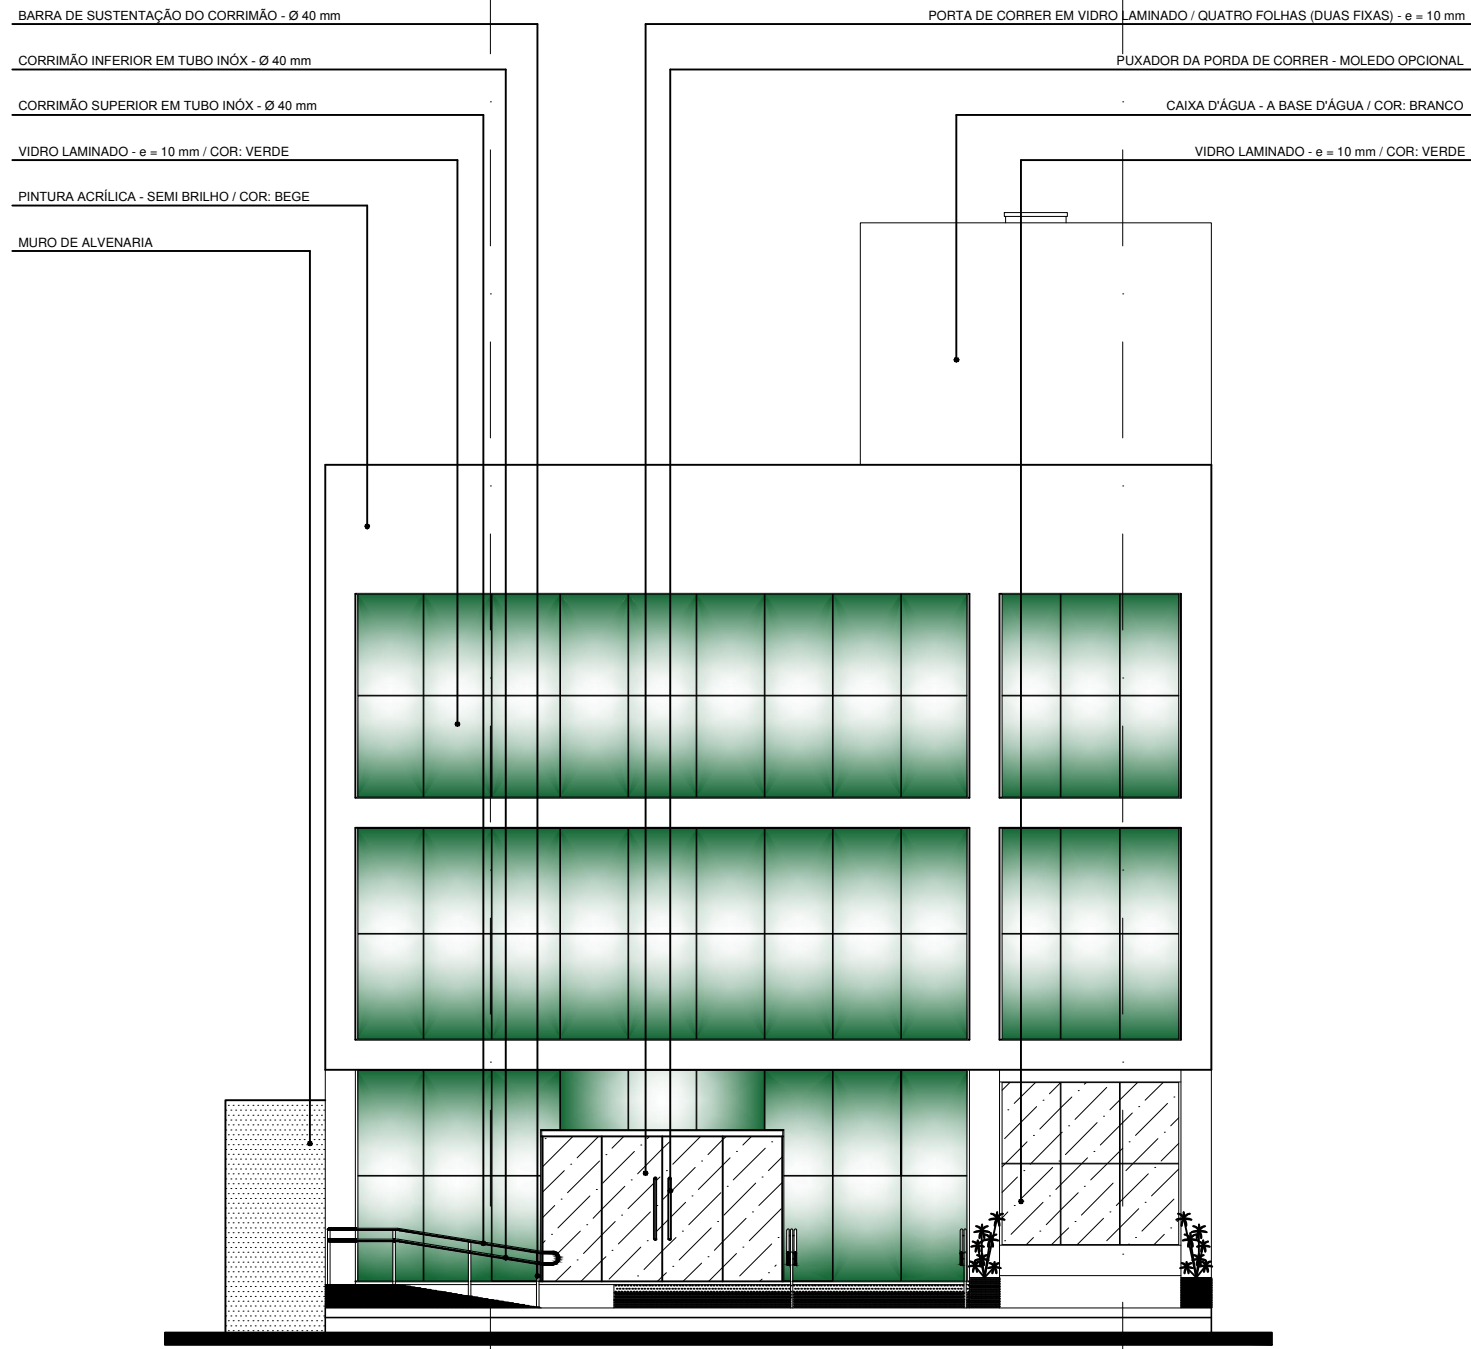 BARRA DE SUSTENTAÇÃO DO CORRIMÃO - Ø 40 mm
CORRIMÃO INFERIOR EM TUBO INÓX - Ø 40 mm
CORRIMÃO SUPERIOR EM TUBO INÓX - Ø 40 mm
VIDRO LAMINADO - e = 10 mm / COR: VERDE
PINTURA ACRÍLICA - SEMI BRILHO / COR: BEGE
MURO DE ALVENARIA
PORTA DE CORRER EM VIDRO LAMINADO / QUATRO FOLHAS (DUAS FIXAS) - e = 10 mm
PUXADOR DA PORDA DE CORRER - MOLEDO OPCIONAL
CAIXA D'ÁGUA - A BASE D'ÁGUA / COR: BRANCO
VIDRO LAMINADO - e = 10 mm / COR: VERDE